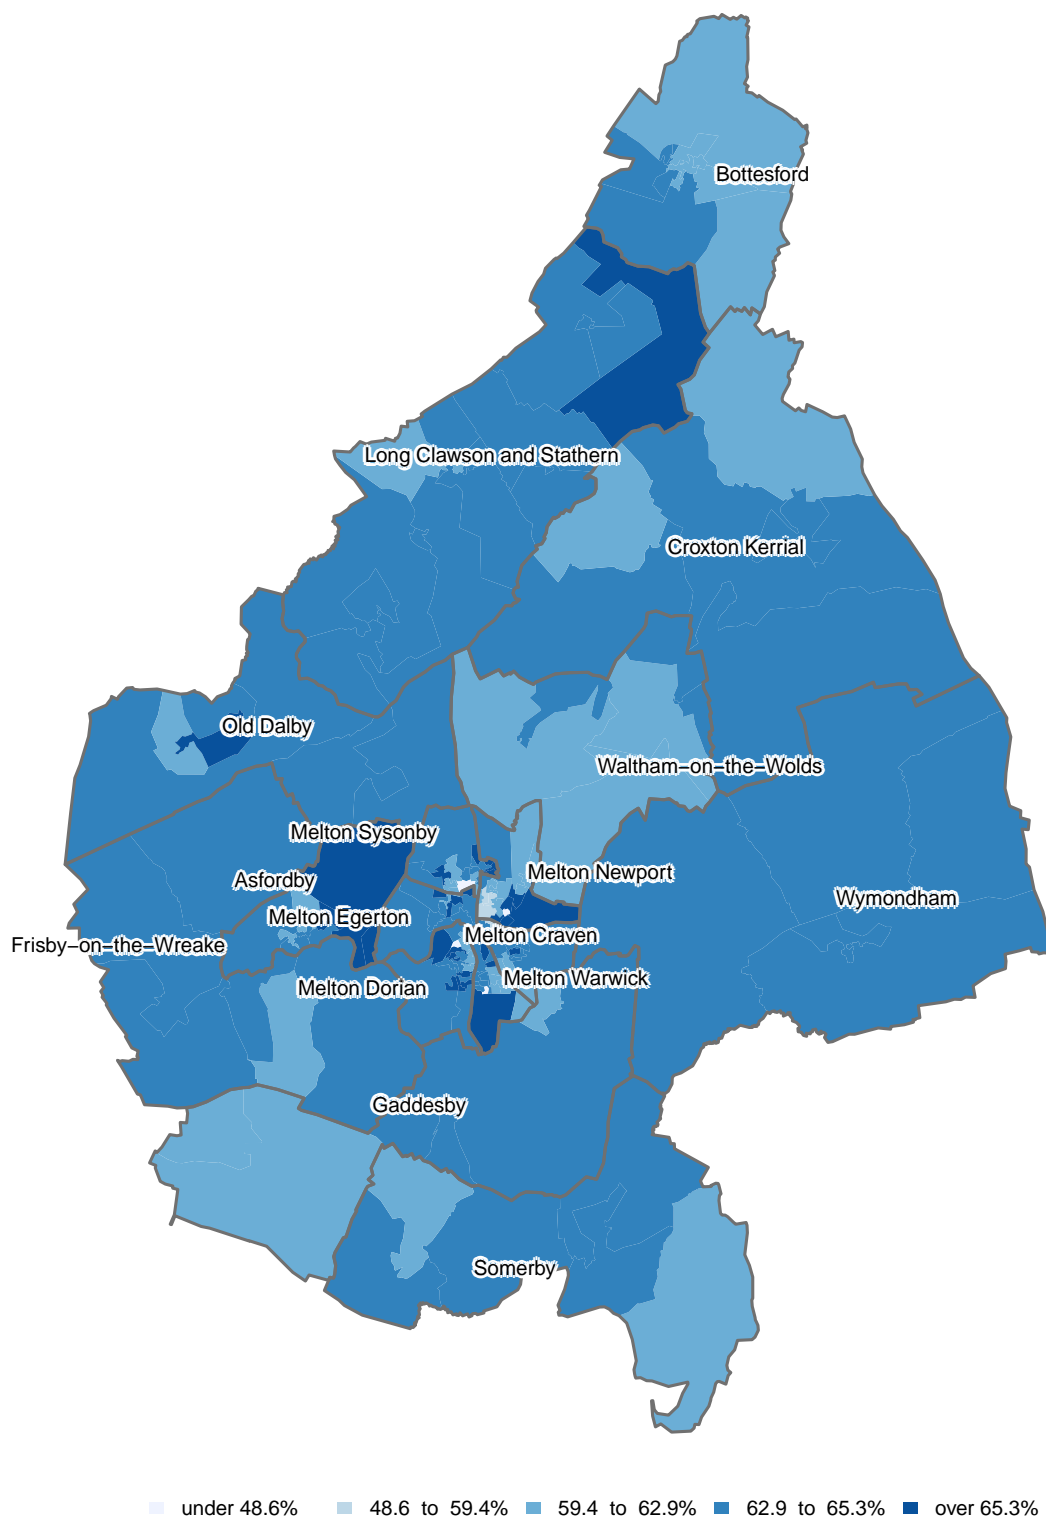 Bottesford
Long Clawson and Stathern
Croxton Kerrial
Old Dalby
Waltham−on−the−Wolds
Melton Sysonby
Melton Newport
Asfordby
Wymondham
Melton Egerton
Melton Craven
Frisby−on−the−Wreake
Melton Warwick
Melton Dorian
Gaddesby
Somerby
under 48.6% 48.6 to 59.4% 59.4 to 62.9% 62.9 to 65.3% over 65.3%